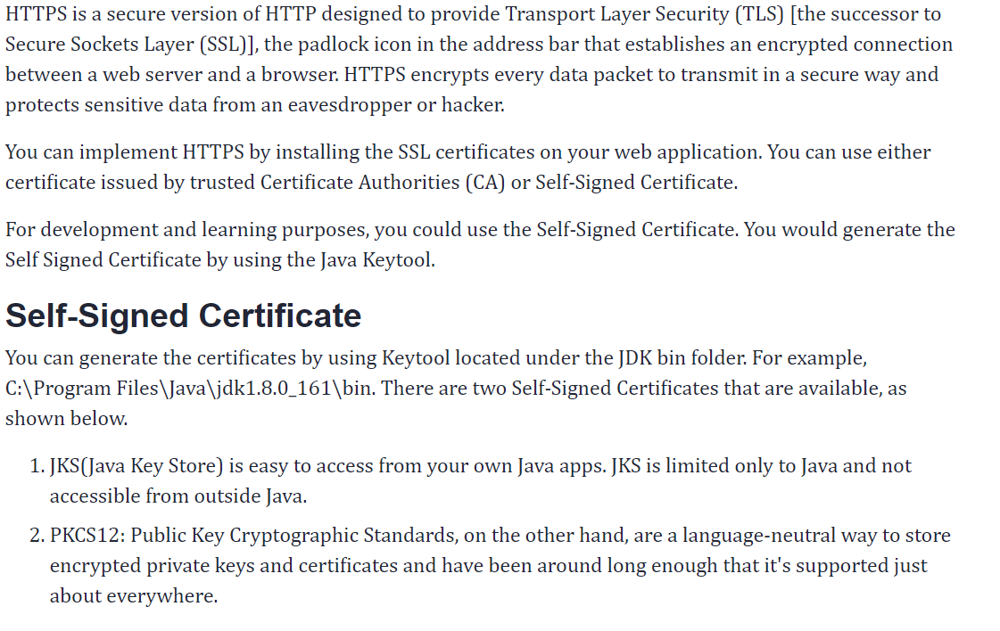 HTTPS is a secure version of HTTP designed to provide Transport Layer Security (TLS) [the successor to
Secure Sockets Layer (SSL)], the padlock icon in the address bar that establishes an encrypted connection
between a web server and a browser. HTTPS encrypts every data packet to transmit in a secure way and
protects sensitive data from an eavesdropper or hacker.
You can implement HTTPS by installing the SSL certificates on your web application. You can use either
certificate issued by trusted Certificate Authorities (CA) or Self-Signed Certificate.
For development and learning purposes, you could use the Self-Signed Certificate. You would generate the
Self Signed Certificate by using the Java Keytool.
Self-Signed Certificate
You can generate the certificates by using Keytool located under the JDK bin folder. For example,
C:\Program Files\Java\jdk1.8.0_161\bin. There are two Self-Signed Certificates that are available, as
shown below.
1. JKS(Java Key Store) is easy to access from your own Java apps. JKS is limited only to Java and not
accessible from outside Java.
2. PKCS12: Public Key Cryptographic Standards, on the other hand, are a language-neutral way to store
encrypted private keys and certificates and have been around long enough that it's supported just
about everywhere.